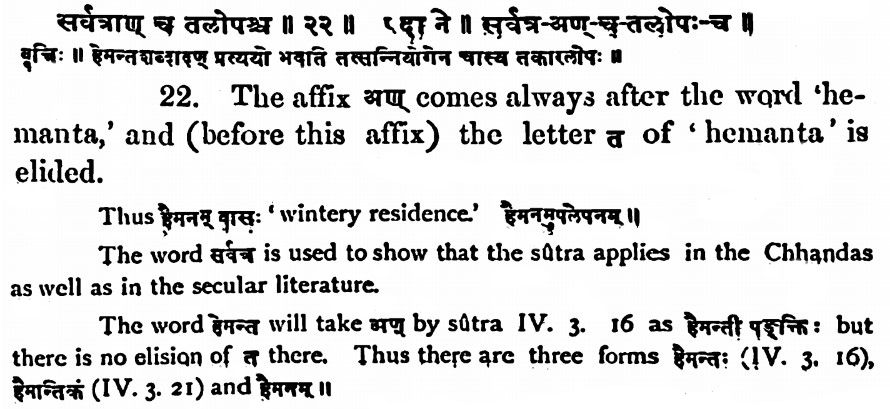 सर्वत्राण् च तलोपश्च ॥ २२ ॥ पदा ने ॥ सर्वत्र-अण्-च-तलोपः-च ॥
वृत्तिः ॥ हेमन्तशब्दादण् प्रत्ययो भवति तत्सन्नियोगेन चास्य तकारलोपः ॥
22. The affix अण् comes always after the word ‘he-
manta,’ and (before this affix) the letter त of ‘hemanta’ is
elided.
Thus हैमनम् वासः ‘wintery residence.’ हैमनमुपलेपनम् ॥
The word सर्वत्र is used to show that the sûtra applies in the Chhandas
as well as in the secular literature.
The word हेमन्त will take अण् by sûtra IV. 3. 16 as हैमन्ती पङ्क्तिः but
there is no elision of त there. Thus there are three forms हैमन्तः (IV. 3. 16),
हैमन्तिकं (IV. 3. 21) and हैमनम् ॥